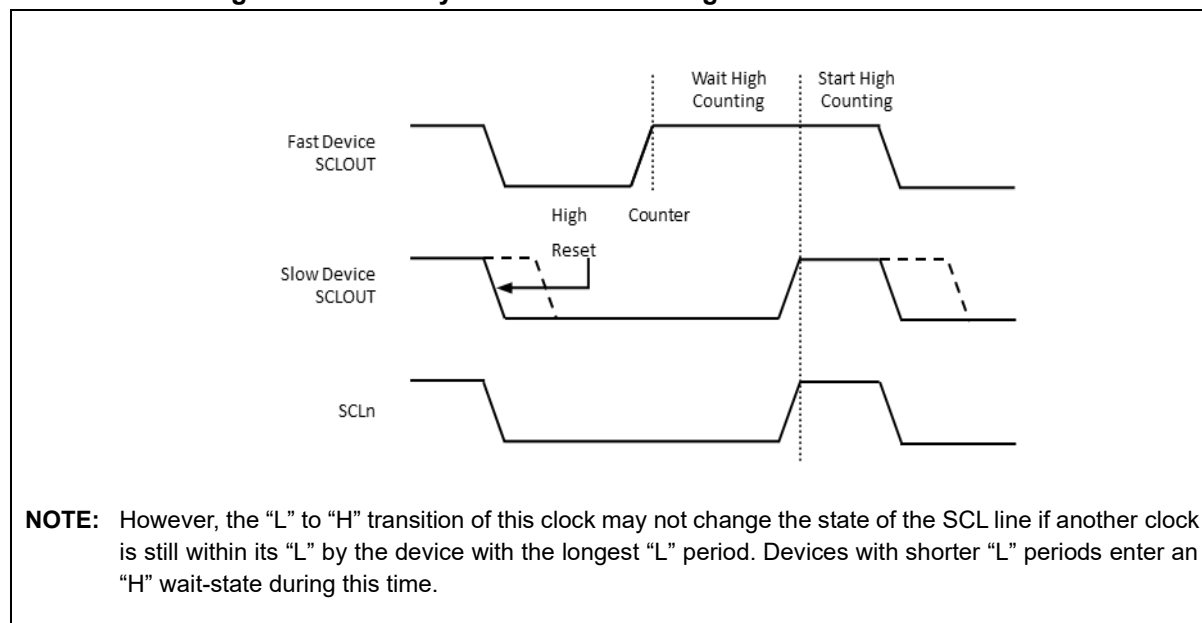 Wait High
Counting
Start High
Counting
Fast Device
SCLOUT
High Counter
Reset
Slow Device
SCLOUT
SCLn
NOTE: However, the “L” to “H” transition of this clock may not change the state of the SCL line if another clock
is still within its “L” by the device with the longest “L” period. Devices with shorter “L” periods enter an
“H” wait-state during this time.